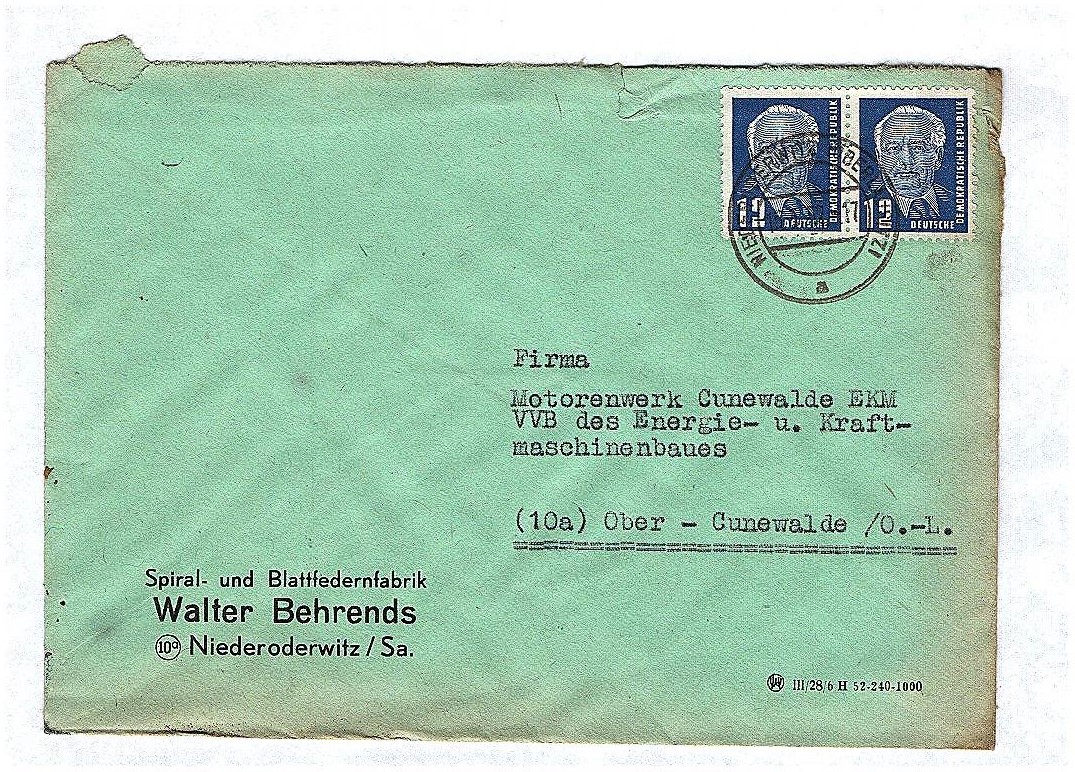 12 DEUTSCHE DEMOKRATISCHE REPUBLIK
12 DEUTSCHE DEMOKRATISCHE REPUBLIK
a
Firma
Motorenwerk Cunewalde EKM
VVB des Energie- u. Kraft-
maschinenbaues
(10a) Ober - Cunewalde /O.-L.
Spiral- und Blattfedernfabrik
Walter Behrends
10a Niederoderwitz / Sa.
III/28/6 H 52-240-1000